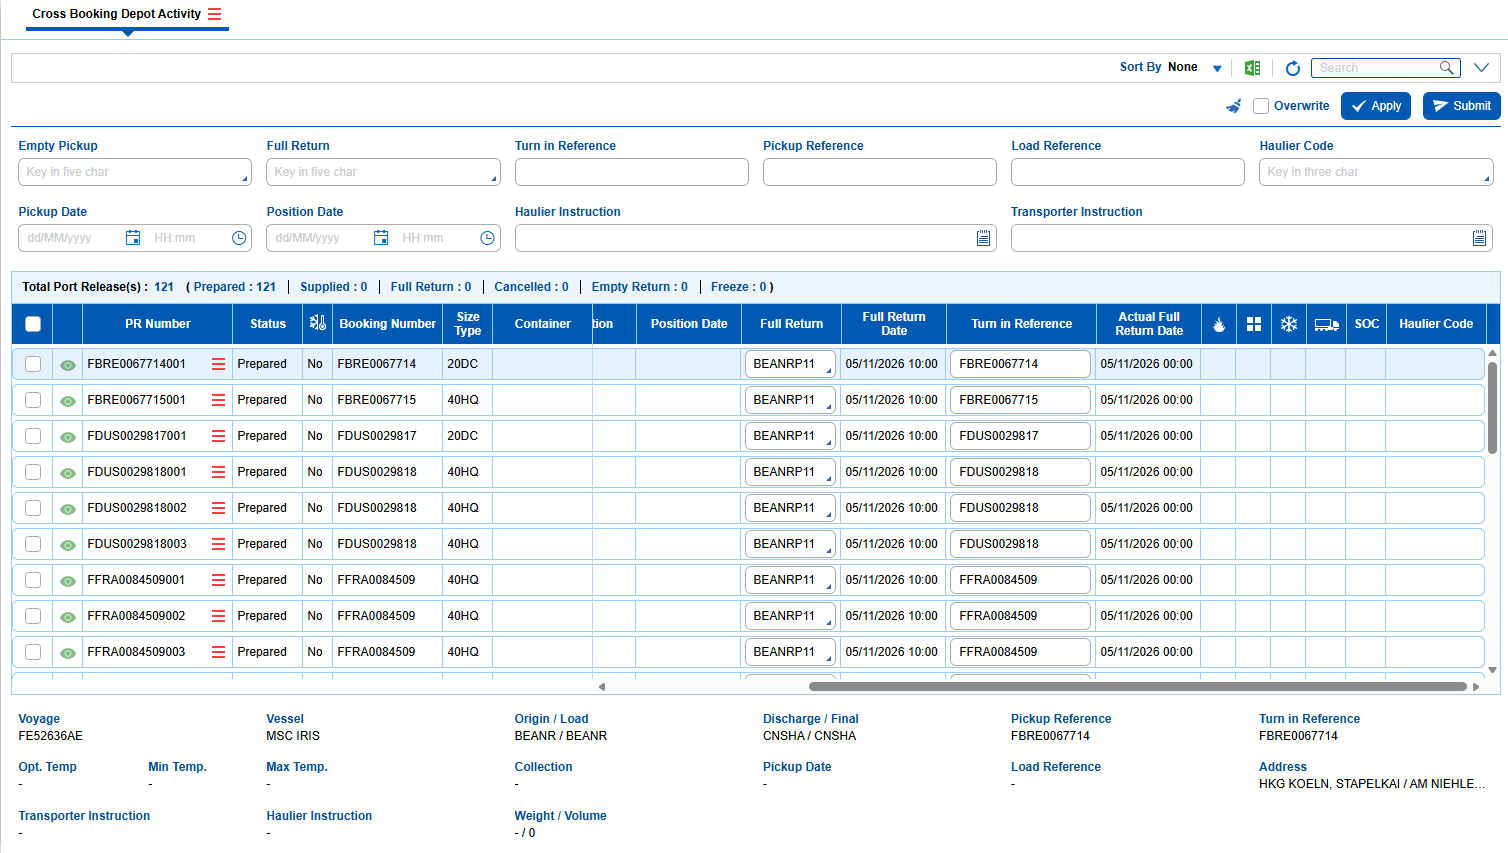 Cross Booking Depot Activity
Sort By None Search
Overwrite Apply Submit
Empty Pickup Full Return Turn in Reference Pickup Reference Load Reference Haulier Code
Key in five char Key in five char Key in three char
Pickup Date Position Date Haulier Instruction Transporter Instruction
dd/MM/yyyy HH:mm dd/MM/yyyy HH:mm
Total Port Release(s) : 121 ( Prepared : 121 | Supplied : 0 | Full Return : 0 | Cancelled : 0 | Empty Return : 0 | Freeze : 0 )
PR Number Status Booking Number Size Type Container tion Position Date Full Return Full Return Date Turn in Reference Actual Full Return Date SOC Haulier Code
FBRE0067714001 Prepared No FBRE0067714 20DC BEANRP11 05/11/2026 10:00 FBRE0067714 05/11/2026 00:00
FBRE0067715001 Prepared No FBRE0067715 40HQ BEANRP11 05/11/2026 10:00 FBRE0067715 05/11/2026 00:00
FDUS0029817001 Prepared No FDUS0029817 20DC BEANRP11 05/11/2026 10:00 FDUS0029817 05/11/2026 00:00
FDUS0029818001 Prepared No FDUS0029818 40HQ BEANRP11 05/11/2026 10:00 FDUS0029818 05/11/2026 00:00
FDUS0029818002 Prepared No FDUS0029818 40HQ BEANRP11 05/11/2026 10:00 FDUS0029818 05/11/2026 00:00
FDUS0029818003 Prepared No FDUS0029818 40HQ BEANRP11 05/11/2026 10:00 FDUS0029818 05/11/2026 00:00
FFRA0084509001 Prepared No FFRA0084509 40HQ BEANRP11 05/11/2026 10:00 FFRA0084509 05/11/2026 00:00
FFRA0084509002 Prepared No FFRA0084509 40HQ BEANRP11 05/11/2026 10:00 FFRA0084509 05/11/2026 00:00
FFRA0084509003 Prepared No FFRA0084509 40HQ BEANRP11 05/11/2026 10:00 FFRA0084509 05/11/2026 00:00
Voyage Vessel Origin / Load Discharge / Final Pickup Reference Turn in Reference
FE52636AE MSC IRIS BEANR / BEANR CNSHA / CNSHA FBRE0067714 FBRE0067714
Opt. Temp Min Temp. Max Temp. Collection Pickup Date Load Reference Address
- - - - - - HKG KOELN, STAPELKAI / AM NIEHLE...
Transporter Instruction Haulier Instruction Weight / Volume
- - - / 0